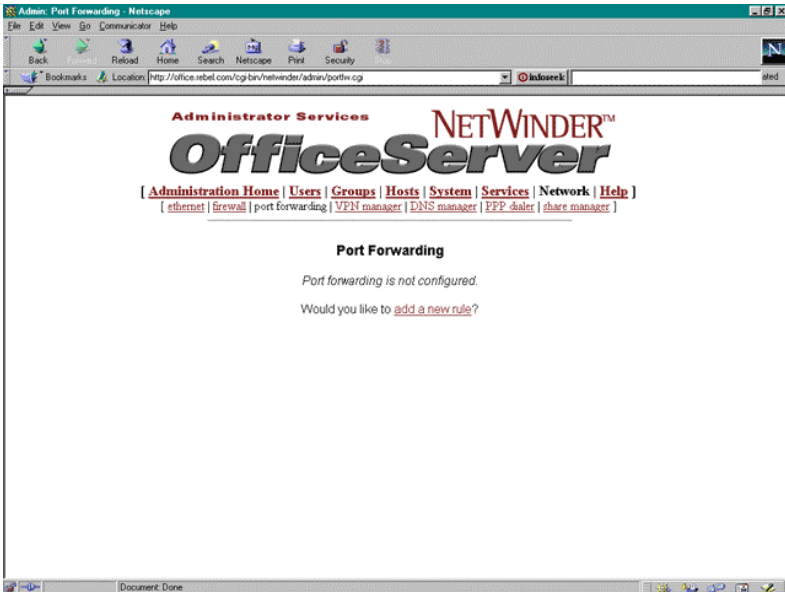 Admin: Port Forwarding - Netscape
File Edit View Go Communicator Help
Back Forward Reload Home Search Netscape Print Security Stop
Bookmarks Location: http://office.rebel.com/cgi-bin/netwinder/admin/portfw.cgi infoseek ated
Administrator Services NETWINDER™
OfficeServer
[ Administration Home | Users | Groups | Hosts | System | Services | Network | Help ]
[ ethernet | firewall | port forwarding | VPN manager | DNS manager | PPP dialer | share manager ]
Port Forwarding
Port forwarding is not configured.
Would you like to add a new rule?
Document: Done